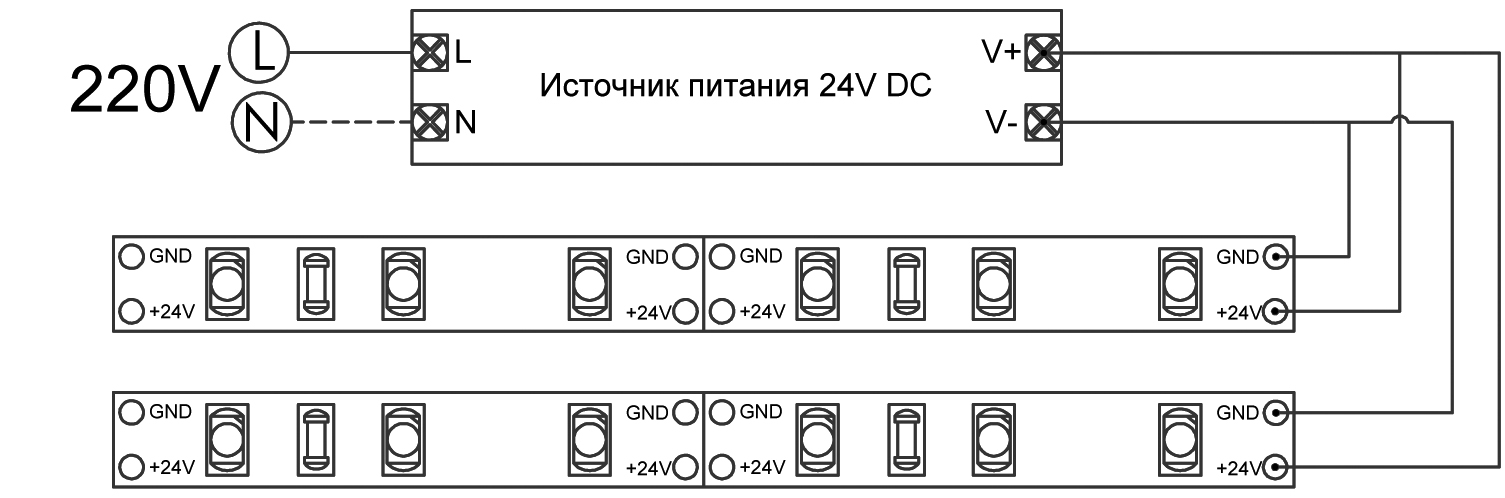 220V
L
N
L
N
Источник питания 24V DC
V+
V-
GND GND GND GND
+24V +24V +24V +24V
GND GND GND GND
+24V +24V +24V +24V